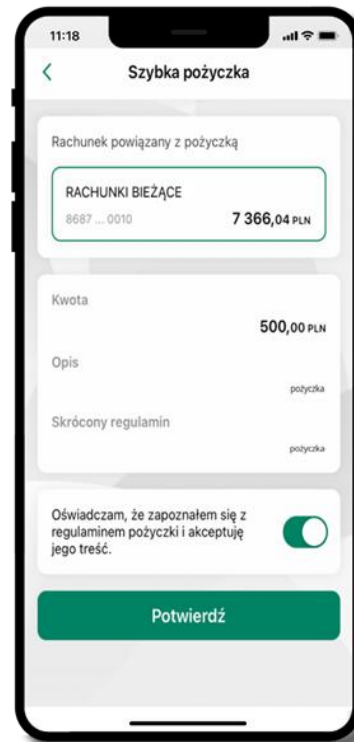 11:18
Szybka pożyczka
Rachunek powiązany z pożyczką
RACHUNKI BIEŻĄCE
8687 ... 0010 7 366,04 PLN
Kwota
500,00 PLN
Opis
pożyczka
Skrócony regulamin
pożyczka
Oświadczam, że zapoznałem się z
regulaminem pożyczki i akceptuję
jego treść.
Potwierdź